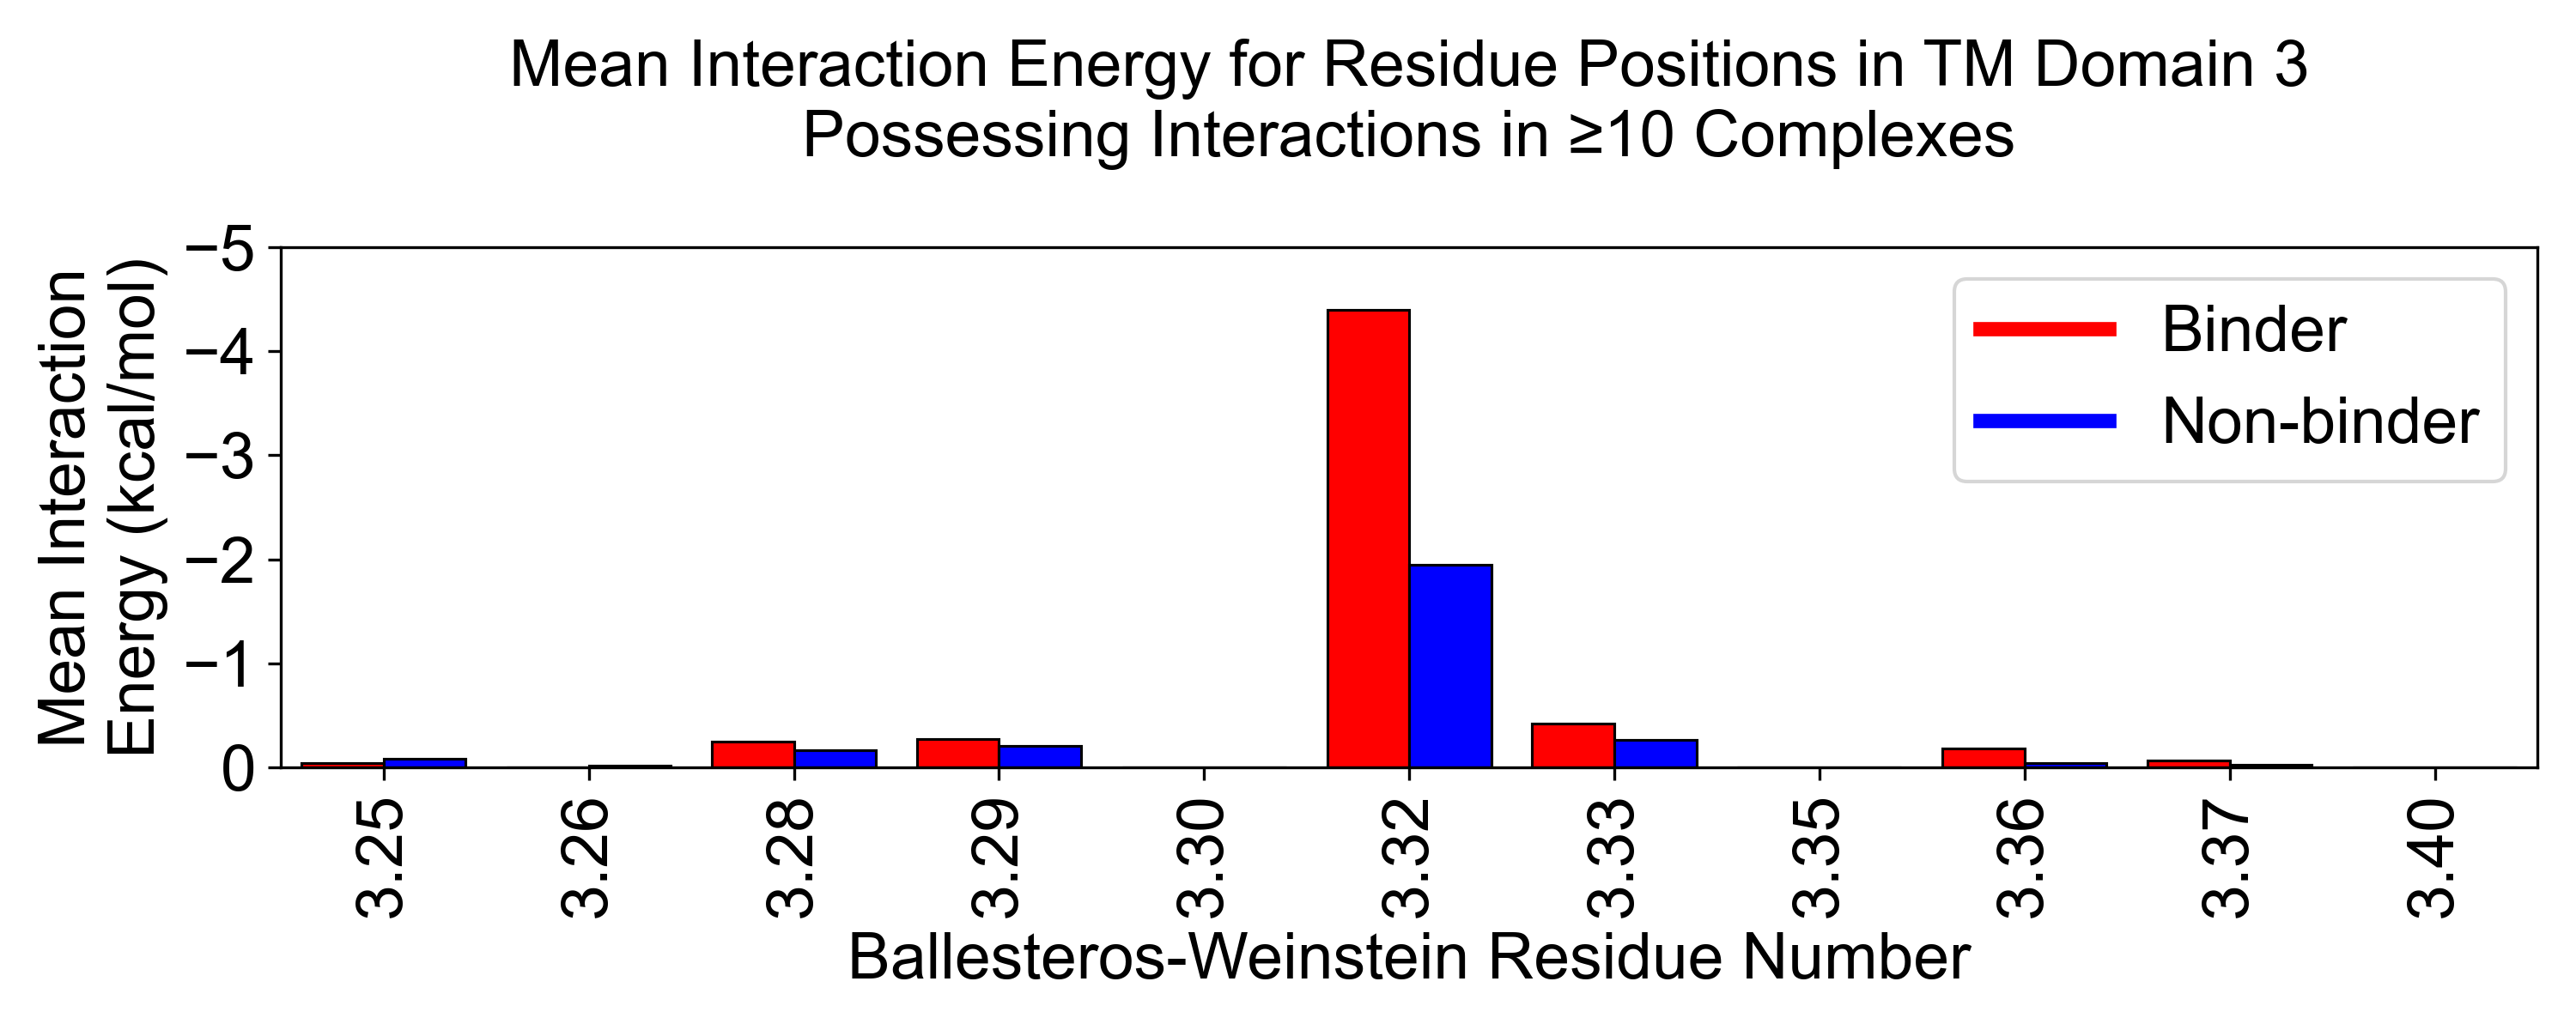 Mean Interaction Energy for Residue Positions in TM Domain 3
Possessing Interactions in ≥10 Complexes
Mean Interaction
Energy (kcal/mol)
−5
−4
−3
−2
−1
0
Binder
Non-binder
3.25
3.26
3.28
3.29
3.30
3.32
3.33
3.35
3.36
3.37
3.40
Ballesteros-Weinstein Residue Number